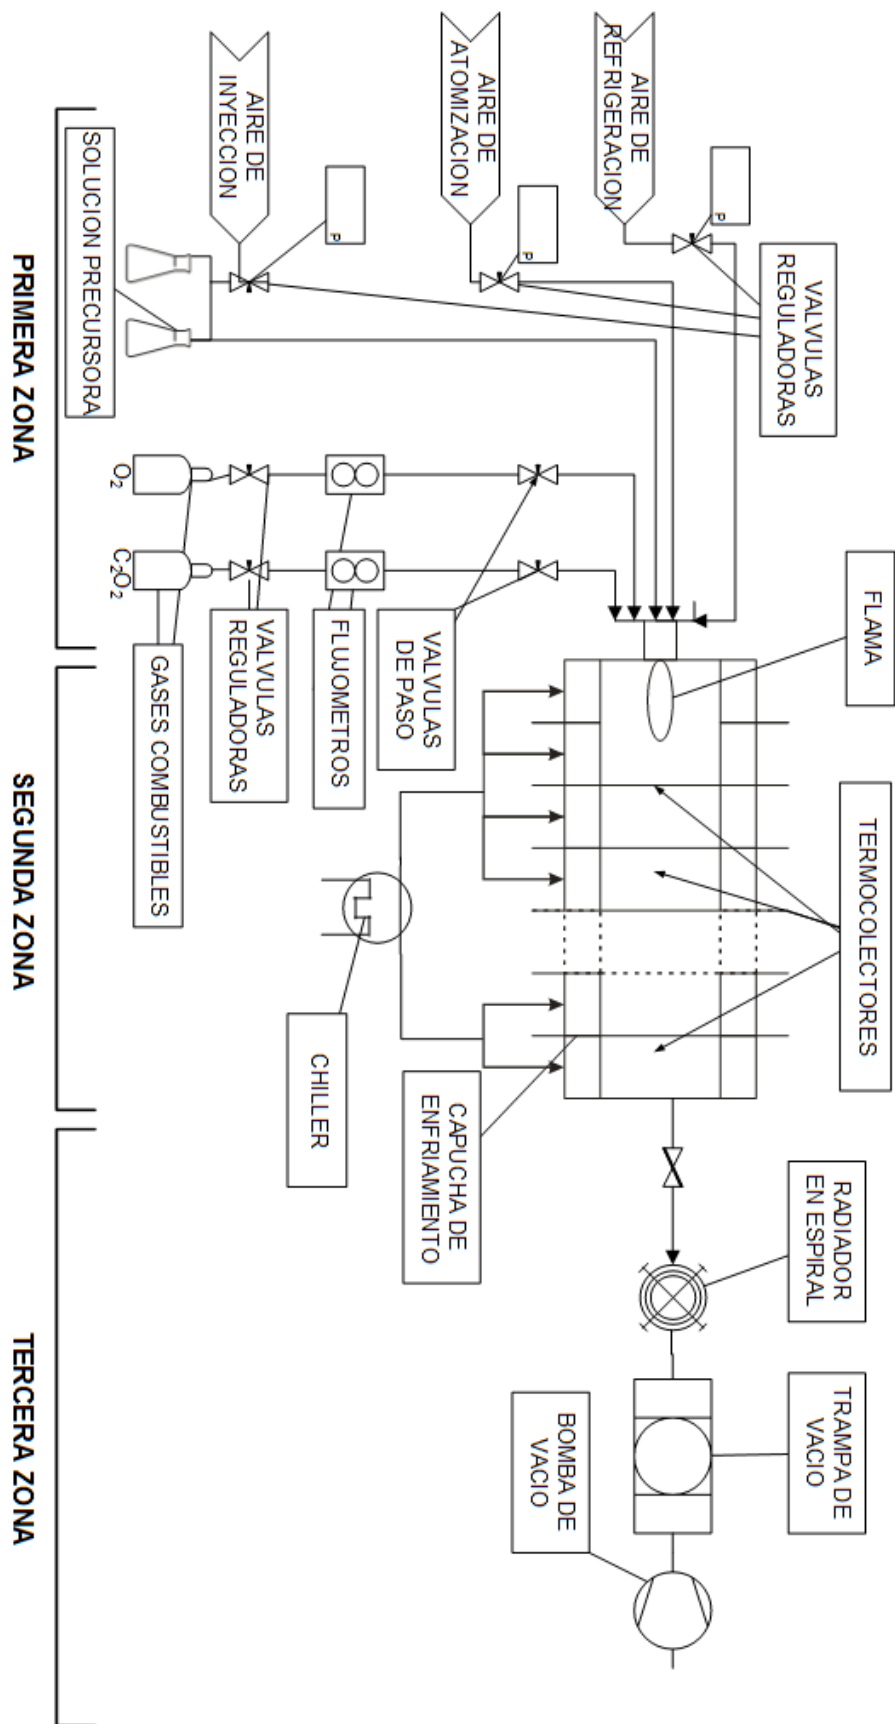 AIRE DE
REFRIGERACION
AIRE DE
ATOMIZACION
AIRE DE
INYECCION
P
P
P
VALVULAS
REGULADORAS
SOLUCION PRECURSORA
O2
C2O2
FLAMA
VALVULAS
DE PASO
FLUJOMETROS
VALVULAS
REGULADORAS
GASES COMBUSTIBLES
TERMOCOLECTORES
CAPUCHA DE
ENFRIAMIENTO
CHILLER
RADIADOR
EN ESPIRAL
TRAMPA DE
VACIO
BOMBA DE
VACIO
PRIMERA ZONA
SEGUNDA ZONA
TERCERA ZONA